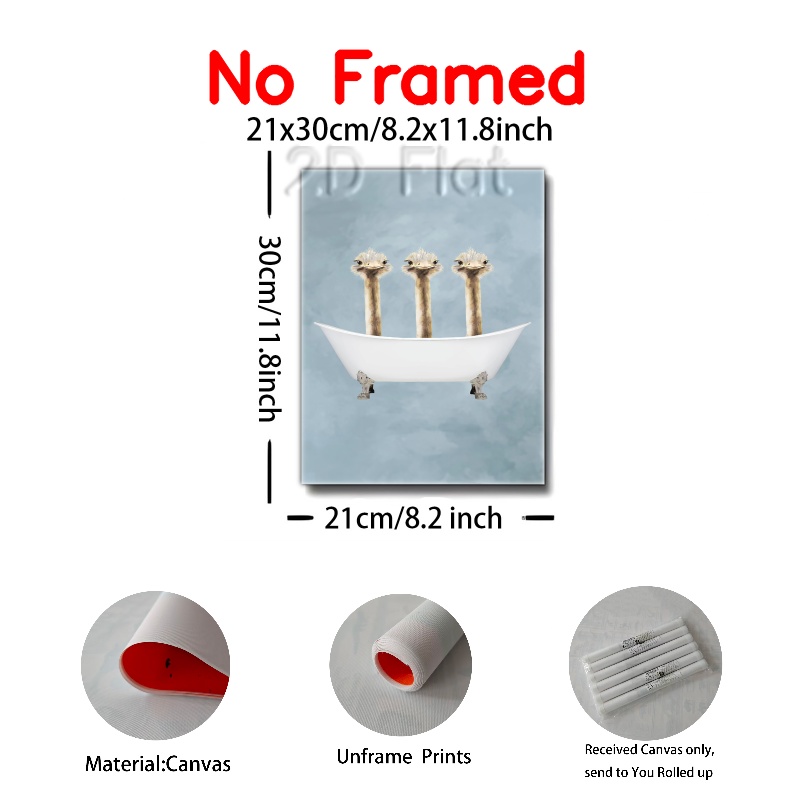 No Framed
21x30cm/8.2x11.8inch
2D Flat
30cm/11.8inch
21cm/8.2 inch
Material:Canvas
Unframe Prints
Received Canvas only,
send to You Rolled up